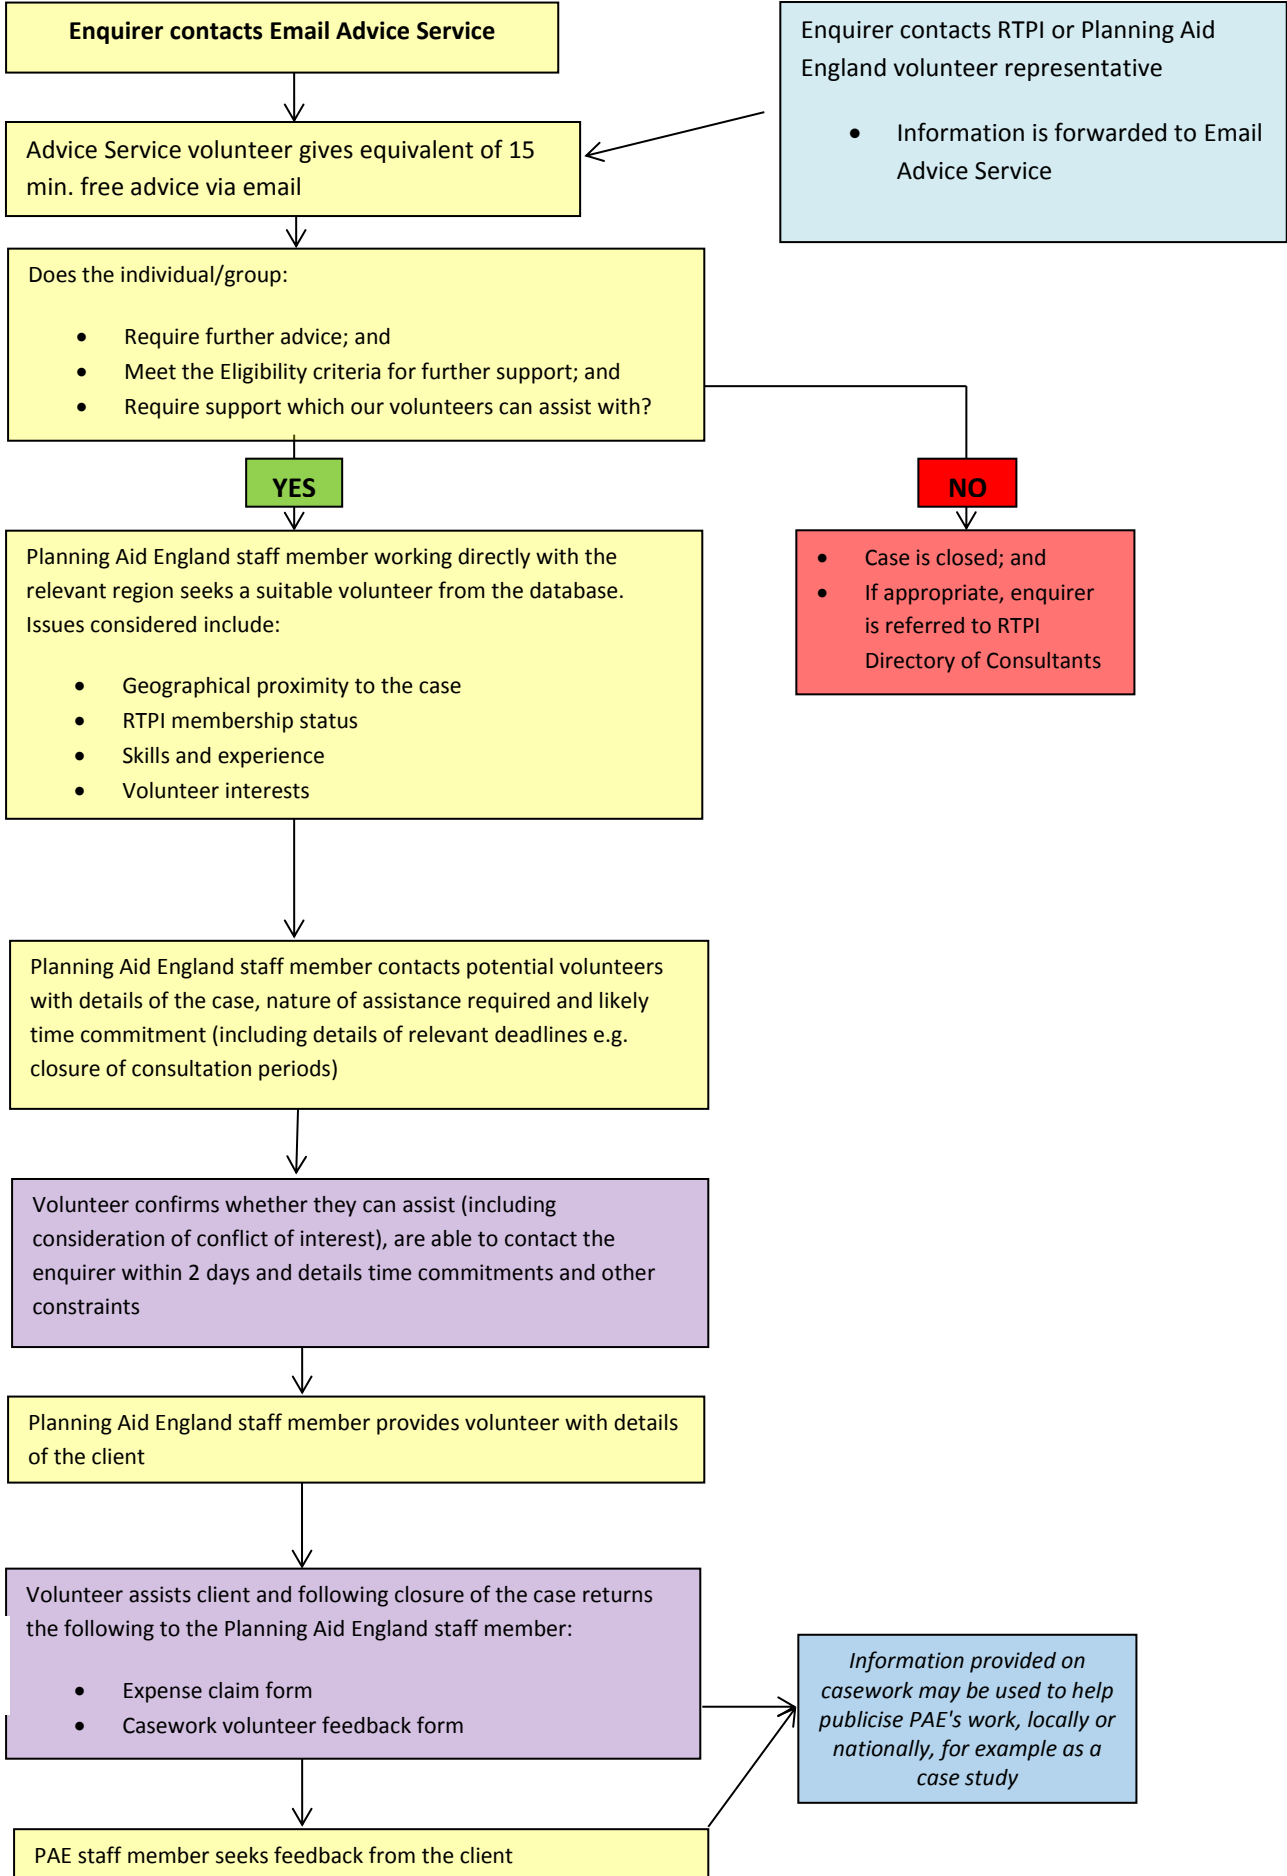 Enquirer contacts Email Advice Service
Enquirer contacts RTPI or Planning Aid
England volunteer representative
• Information is forwarded to Email
Advice Service
Advice Service volunteer gives equivalent of 15
min. free advice via email
Does the individual/group:
• Require further advice; and
• Meet the Eligibility criteria for further support; and
• Require support which our volunteers can assist with?
YES
NO
Planning Aid England staff member working directly with the
relevant region seeks a suitable volunteer from the database.
Issues considered include:
• Geographical proximity to the case
• RTPI membership status
• Skills and experience
• Volunteer interests
• Case is closed; and
• If appropriate, enquirer
is referred to RTPI
Directory of Consultants
Planning Aid England staff member contacts potential volunteers
with details of the case, nature of assistance required and likely
time commitment (including details of relevant deadlines e.g.
closure of consultation periods)
Volunteer confirms whether they can assist (including
consideration of conflict of interest), are able to contact the
enquirer within 2 days and details time commitments and other
constraints
Planning Aid England staff member provides volunteer with details
of the client
Volunteer assists client and following closure of the case returns
the following to the Planning Aid England staff member:
• Expense claim form
• Casework volunteer feedback form
Information provided on
casework may be used to help
publicise PAE's work, locally or
nationally, for example as a
case study
PAE staff member seeks feedback from the client